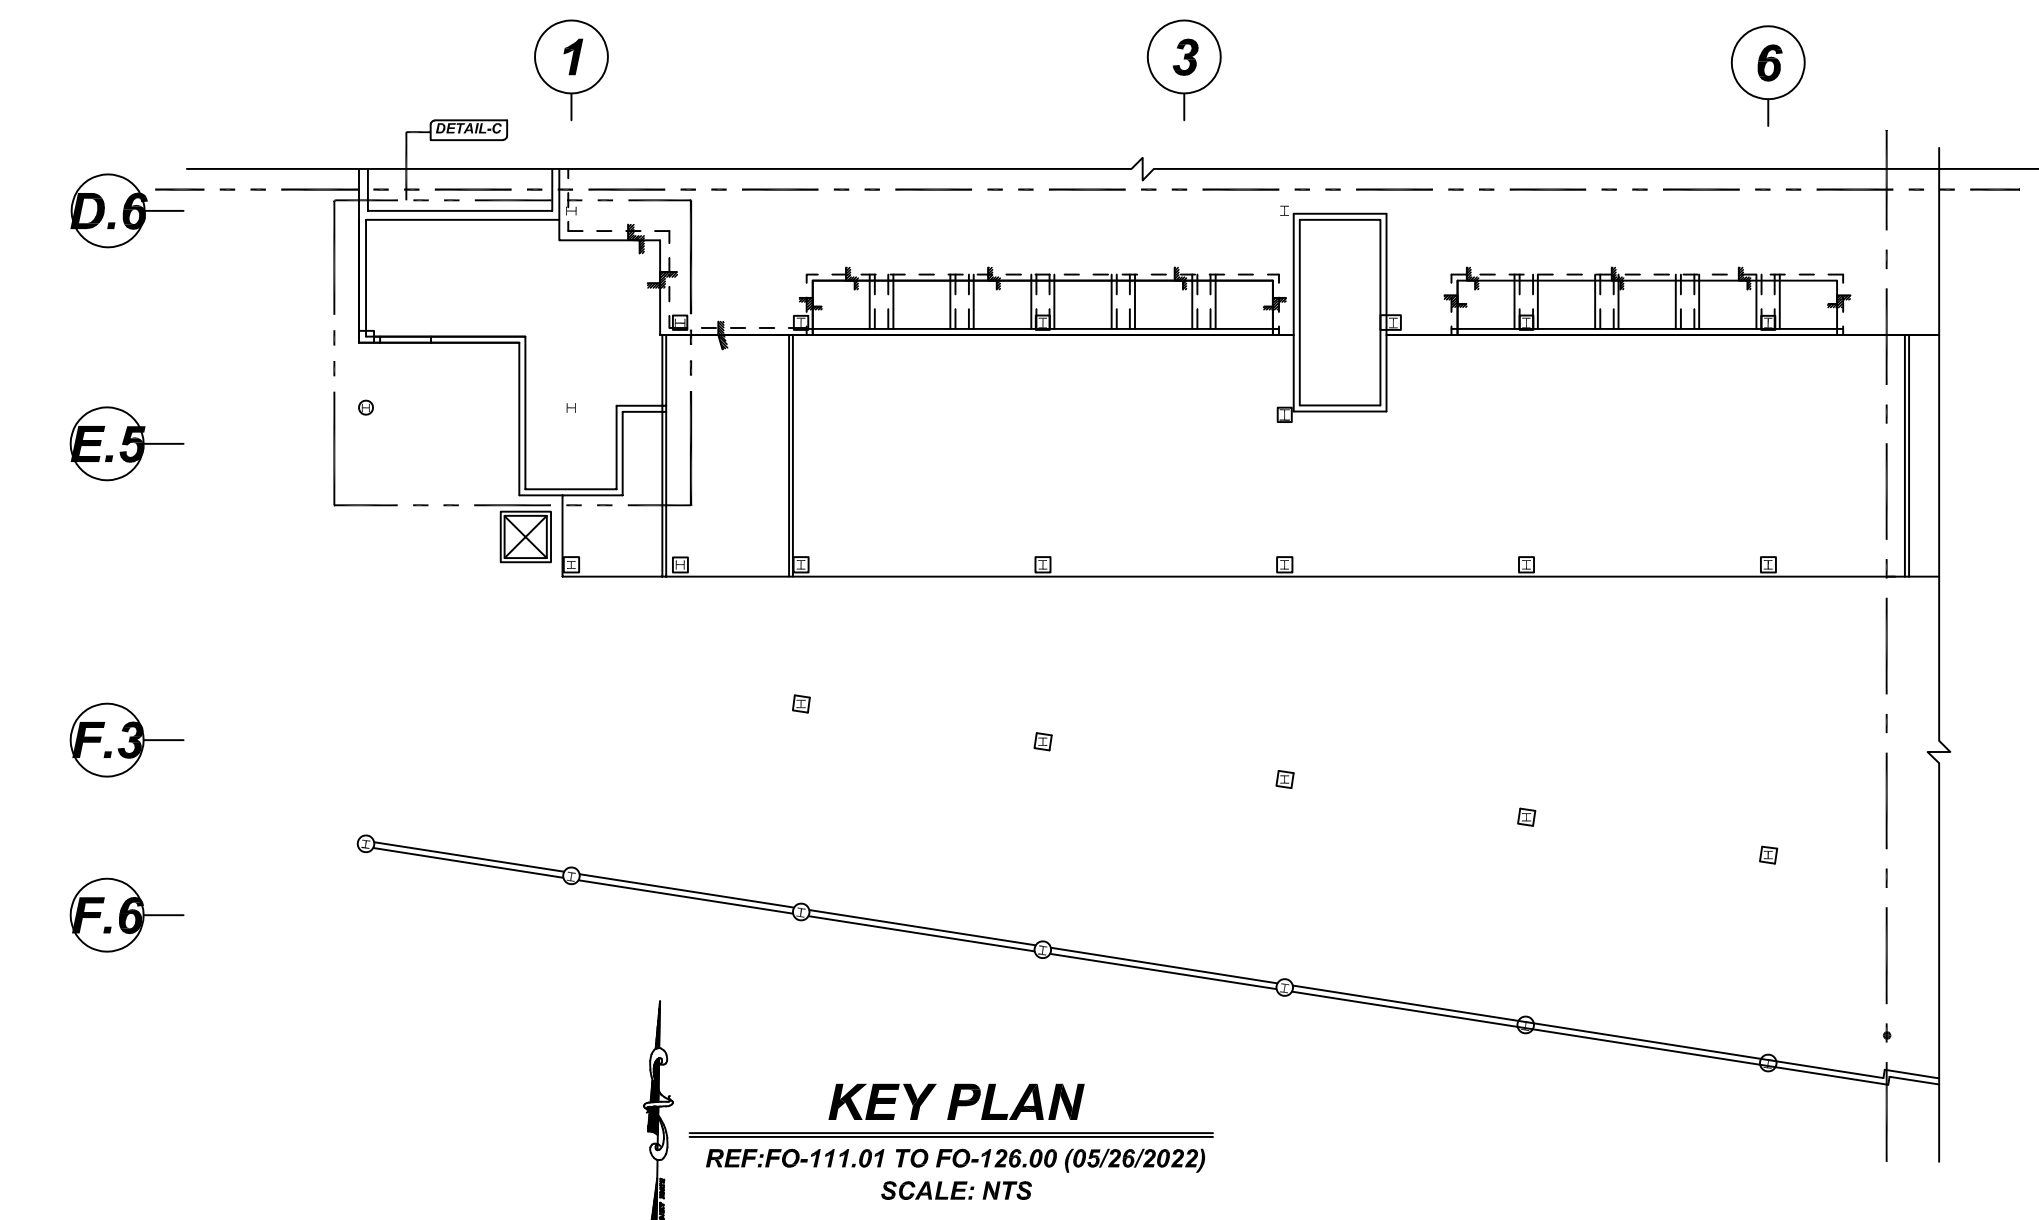 1
3
6
DETAIL-C
D.6
E.5
F.3
F.6
KEY PLAN
REF:FO-111.01 TO FO-126.00 (05/26/2022)
SCALE: NTS